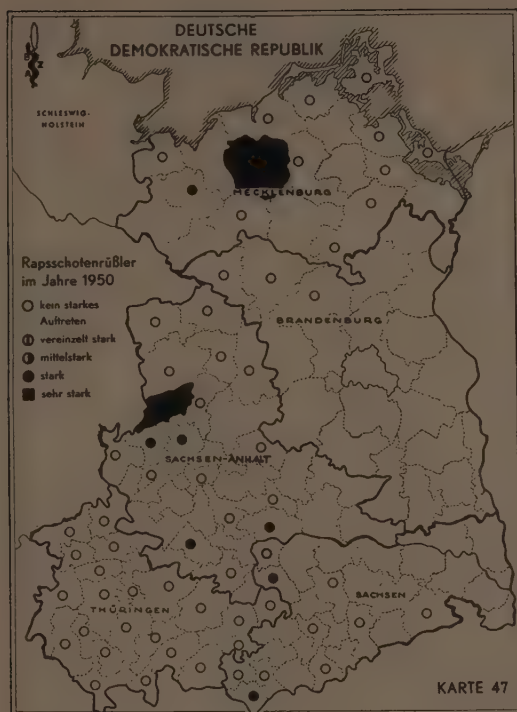 DEUTSCHE
DEMOKRATISCHE REPUBLIK
SCHLESWIG-
HOLSTEIN
MECKLENBURG
Rapsschotenrüßler
im Jahre 1950
kein starkes
Auftreten
vereinzelt stark
mittelstark
stark
sehr stark
BRANDENBURG
SACHSEN-ANHALT
SACHSEN
THÜRINGEN
KARTE 47